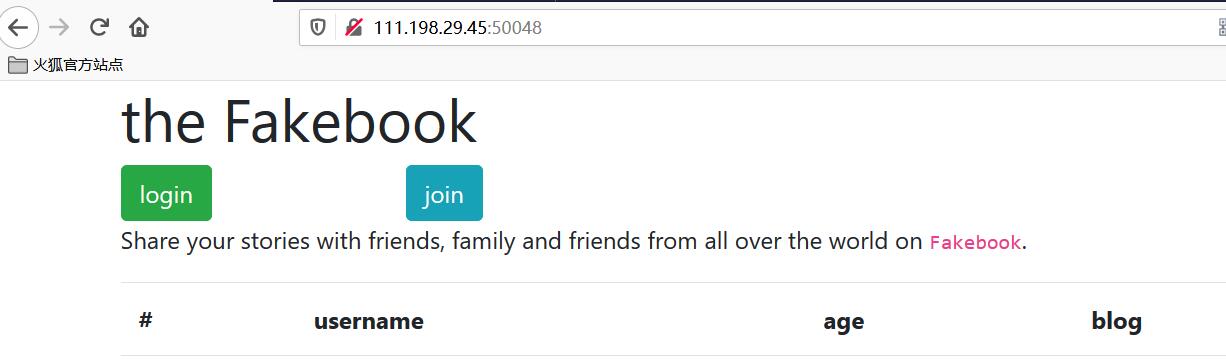 111.198.29.45:50048
火狐官方站点
the Fakebook
login join
Share your stories with friends, family and friends from all over the world on Fakebook.
# username age blog